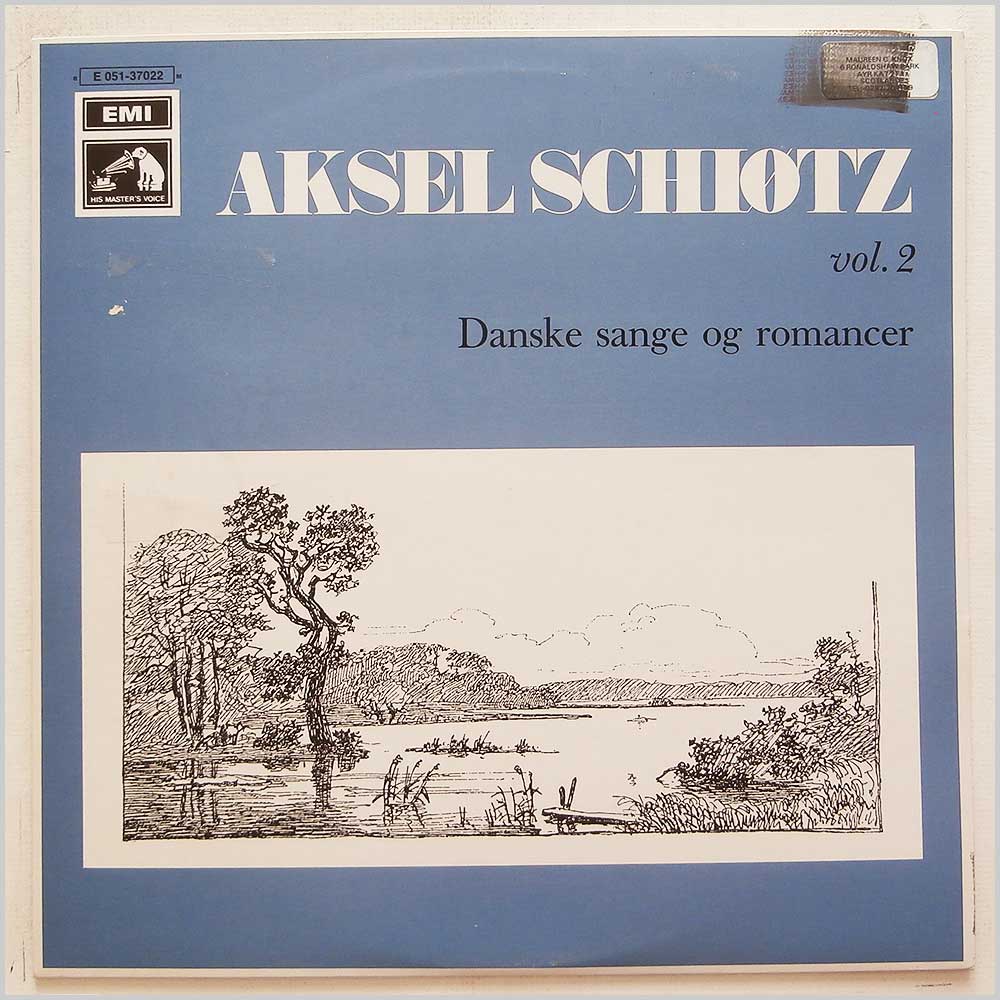 E 051-37022
EMI
HIS MASTER'S VOICE
AKSEL SCHIØTZ
vol. 2
Danske sange og romancer